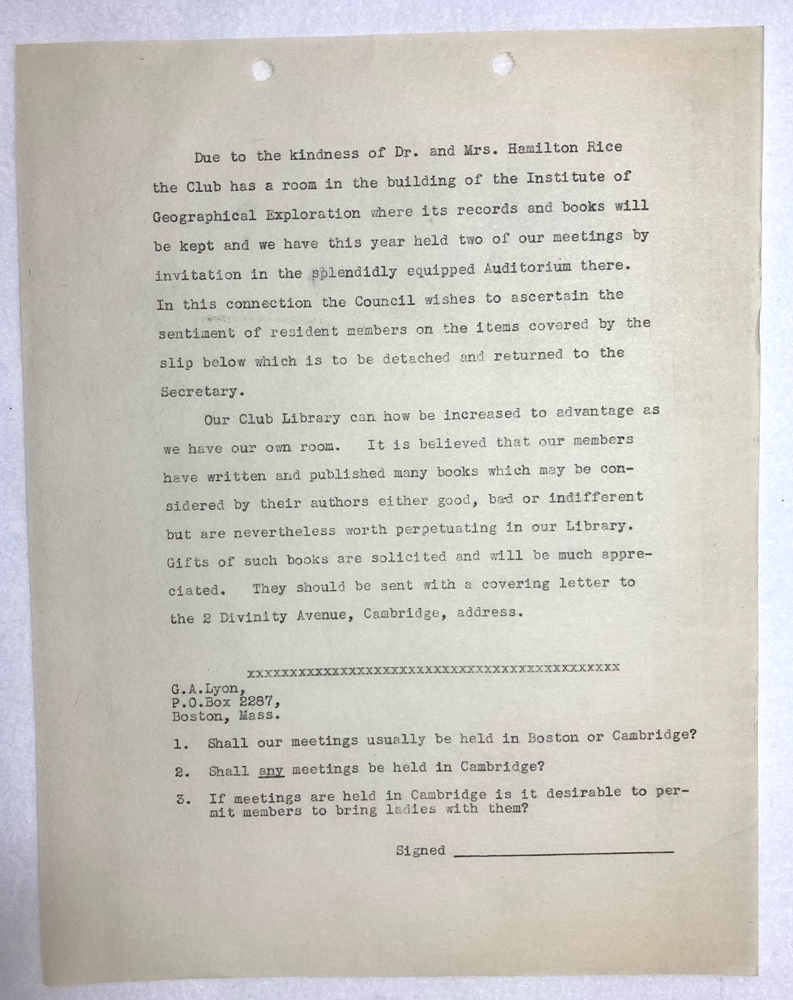 Due to the kindness of Dr. and Mrs. Hamilton Rice
the Club has a room in the building of the Institute of
Geographical Exploration where its records and books will
be kept and we have this year held two of our meetings by
invitation in the splendidly equipped Auditorium there.
In this connection the Council wishes to ascertain the
sentiment of resident members on the items covered by the
slip below which is to be detached and returned to the
Secretary.
Our Club Library can how be increased to advantage as
we have our own room. It is believed that our members
have written and published many books which may be con-
sidered by their authors either good, bad or indifferent
but are nevertheless worth perpetuating in our Library.
Gifts of such books are solicited and will be much appre-
ciated. They should be sent with a covering letter to
the 2 Divinity Avenue, Cambridge, address.
xxxxxxxxxxxxxxxxxxxxxxxxxxxxxxxxxxxxxxxxxxxx
G.A.Lyon,
P.O.Box 2287,
Boston, Mass.
1. Shall our meetings usually be held in Boston or Cambridge?
2. Shall any meetings be held in Cambridge?
3. If meetings are held in Cambridge is it desirable to per-
mit members to bring ladies with them?
Signed